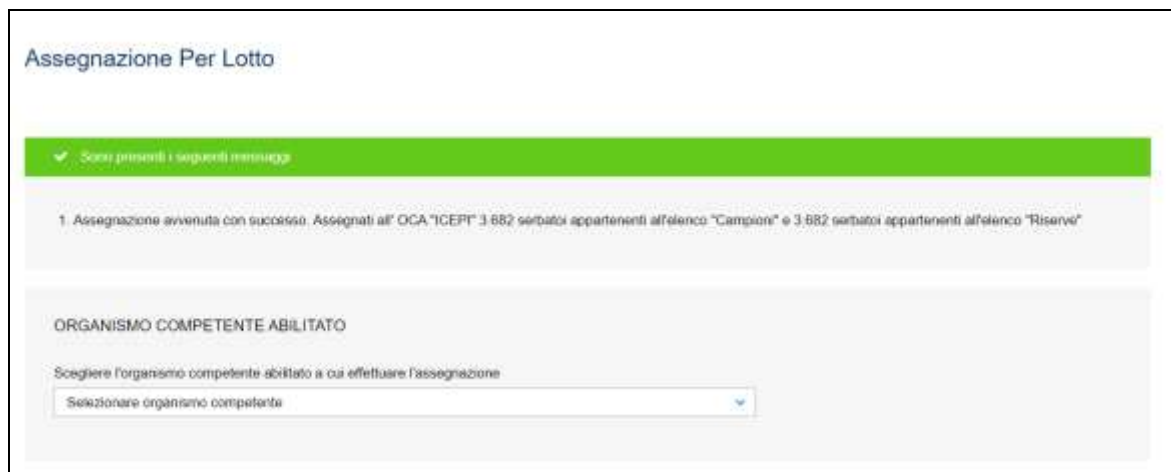 Assegnazione Per Lotto
Sono presenti i seguenti messaggi
1. Assegnazione avvenuta con successo. Assegnati all' OCA "ICEPI" 3.682 serbatoi appartenenti all'elenco "Campioni" e 3.682 serbatoi appartenenti all'elenco "Riserve"
ORGANISMO COMPETENTE ABILITATO
Scegliere l'organismo competente abilitato a cui effettuare l'assegnazione
Selezionare organismo competente